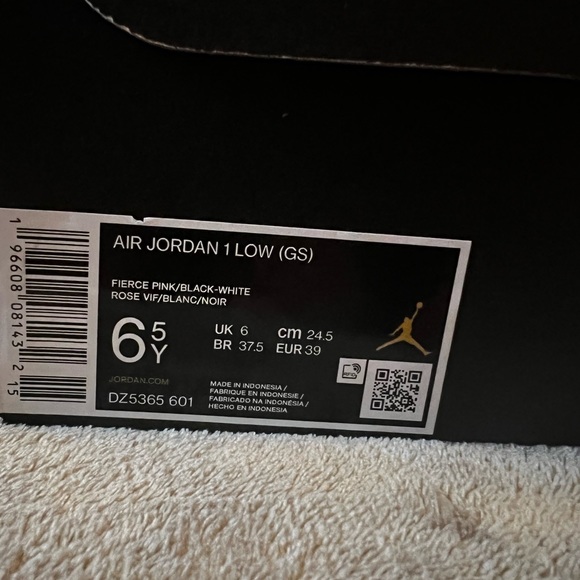 1 96608 08143 2 15
AIR JORDAN 1 LOW (GS)
FIERCE PINK/BLACK-WHITE
ROSE VIF/BLANC/NOIR
6 5 Y
UK 6 cm 24.5
BR 37.5 EUR 39
JORDAN.COM
DZ5365 601
MADE IN INDONESIA /
FABRIQUE EN INDONESIE /
FABRICADO NA INDONÉSIA /
HECHO EN INDONESIA